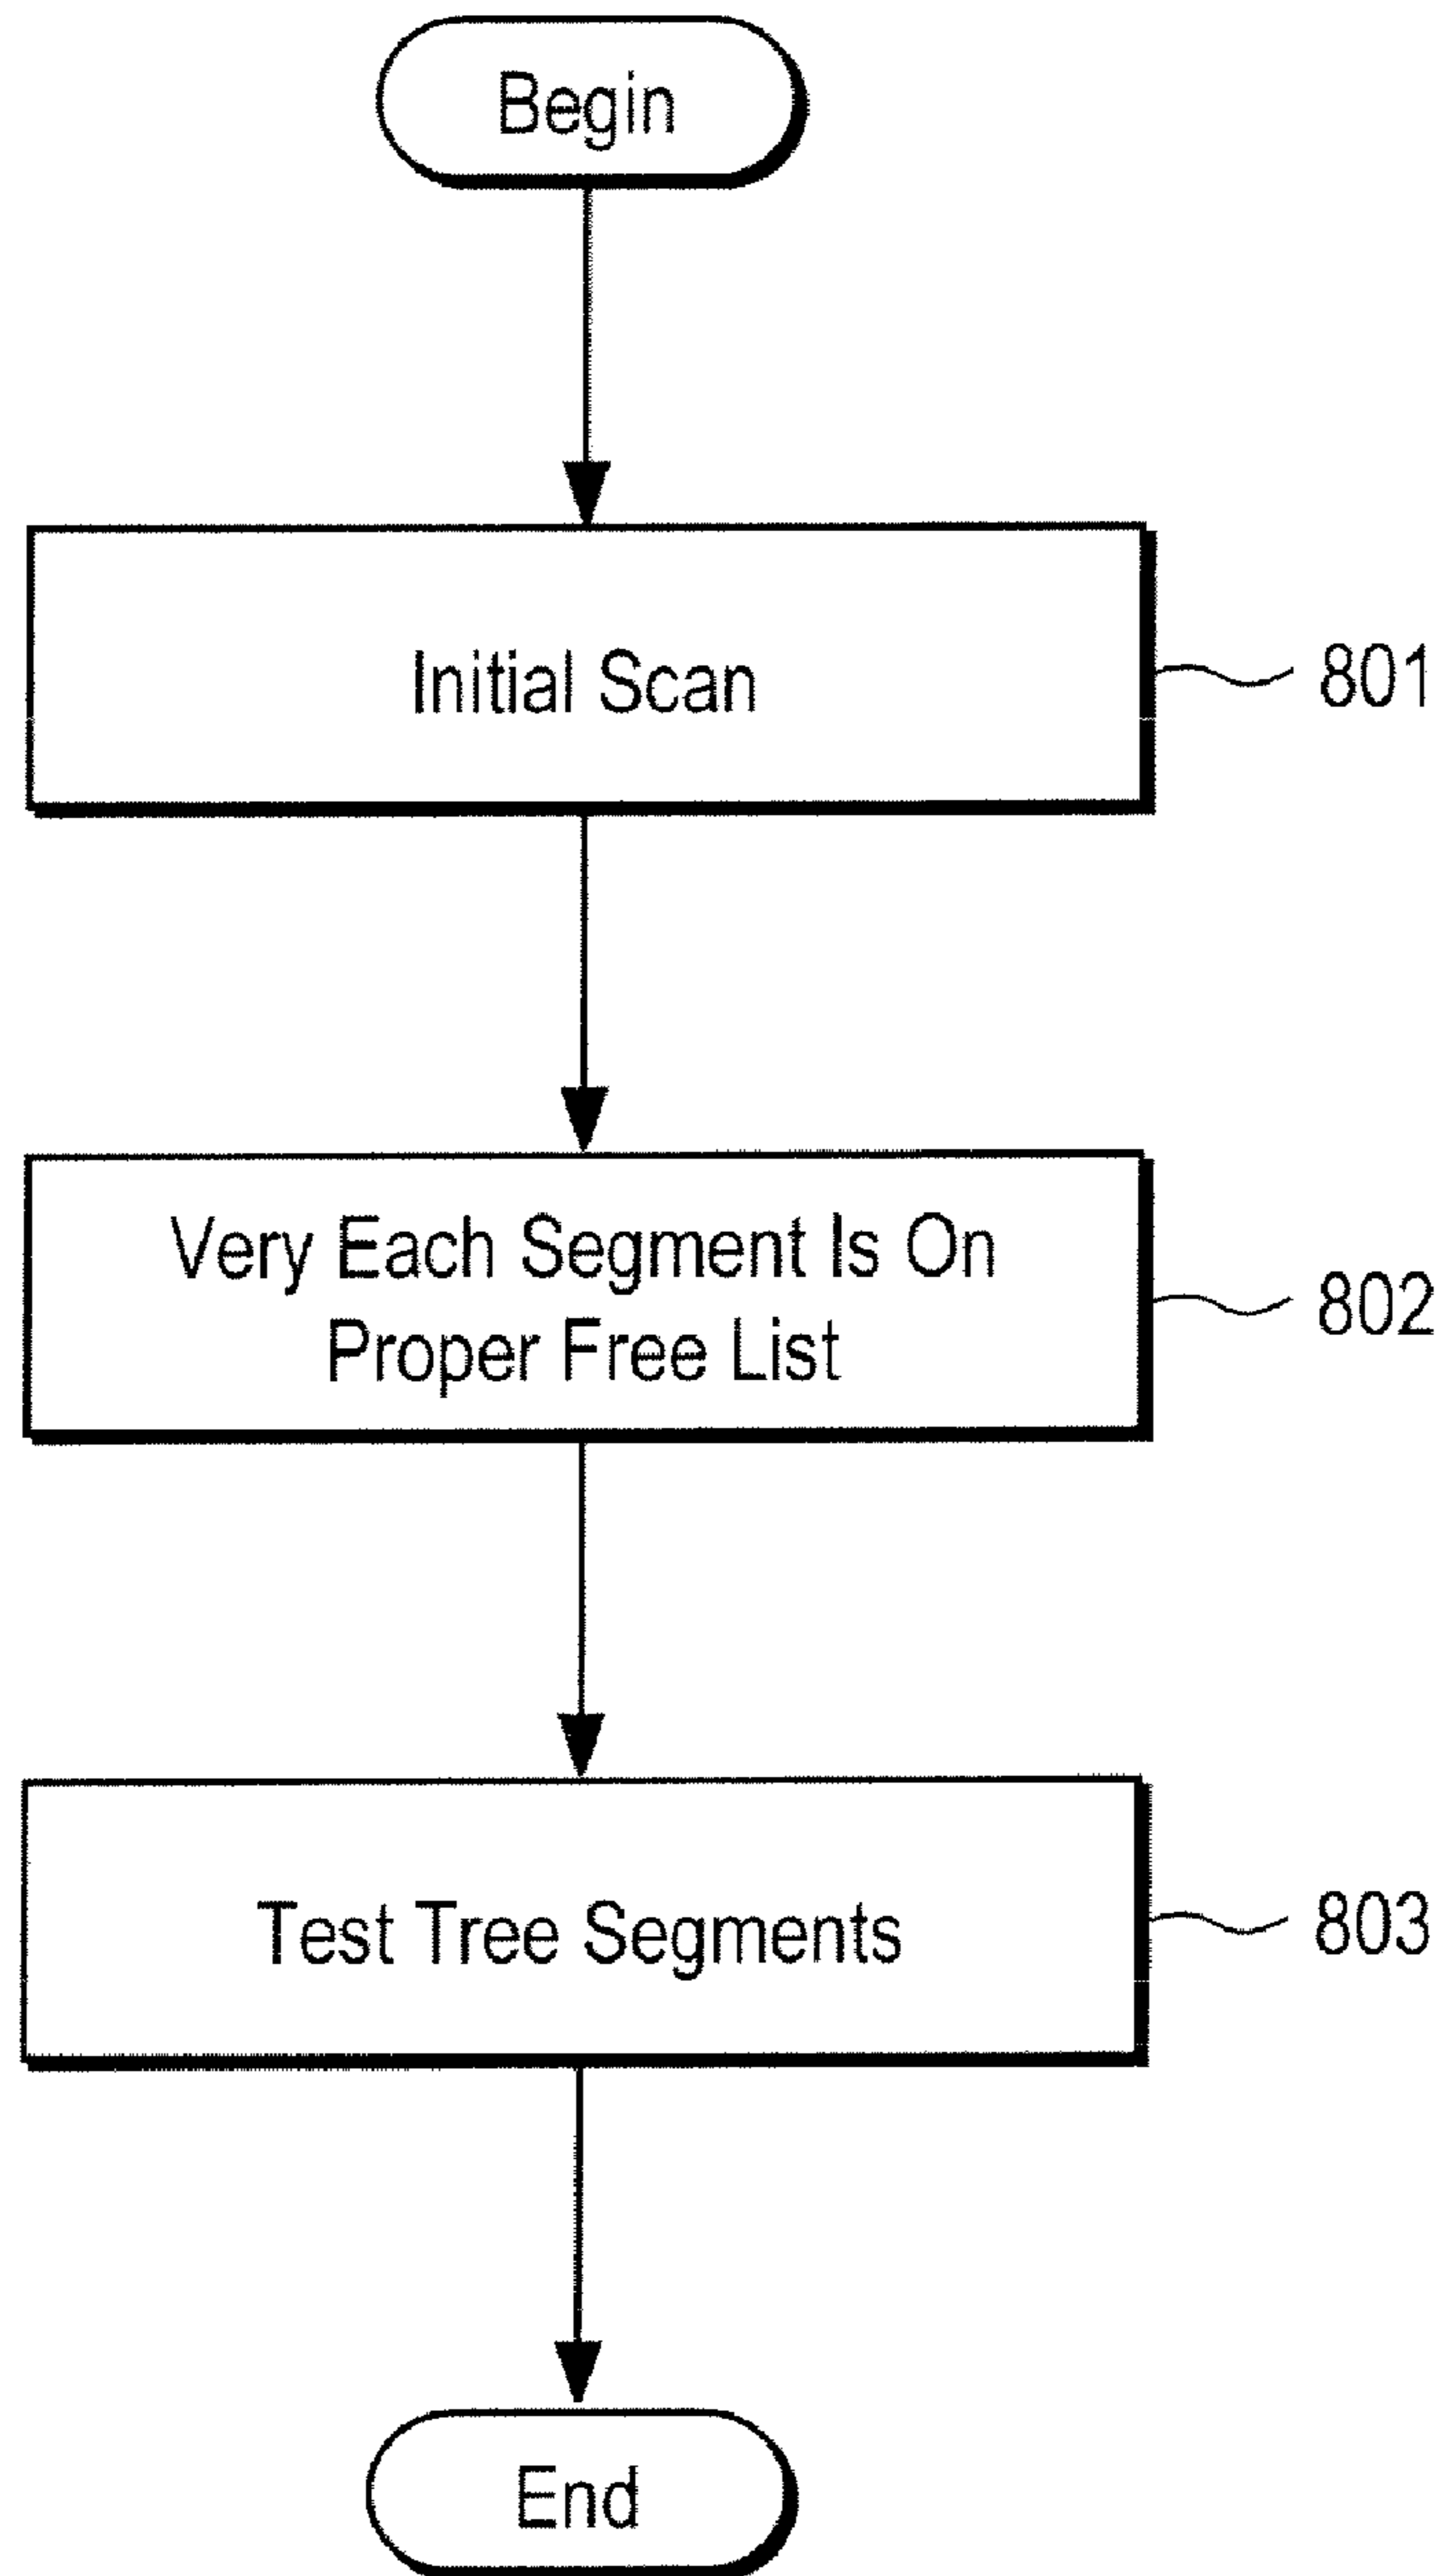 Begin
Initial Scan
801
Very Each Segment Is On
Proper Free List
802
Test Tree Segments
803
End